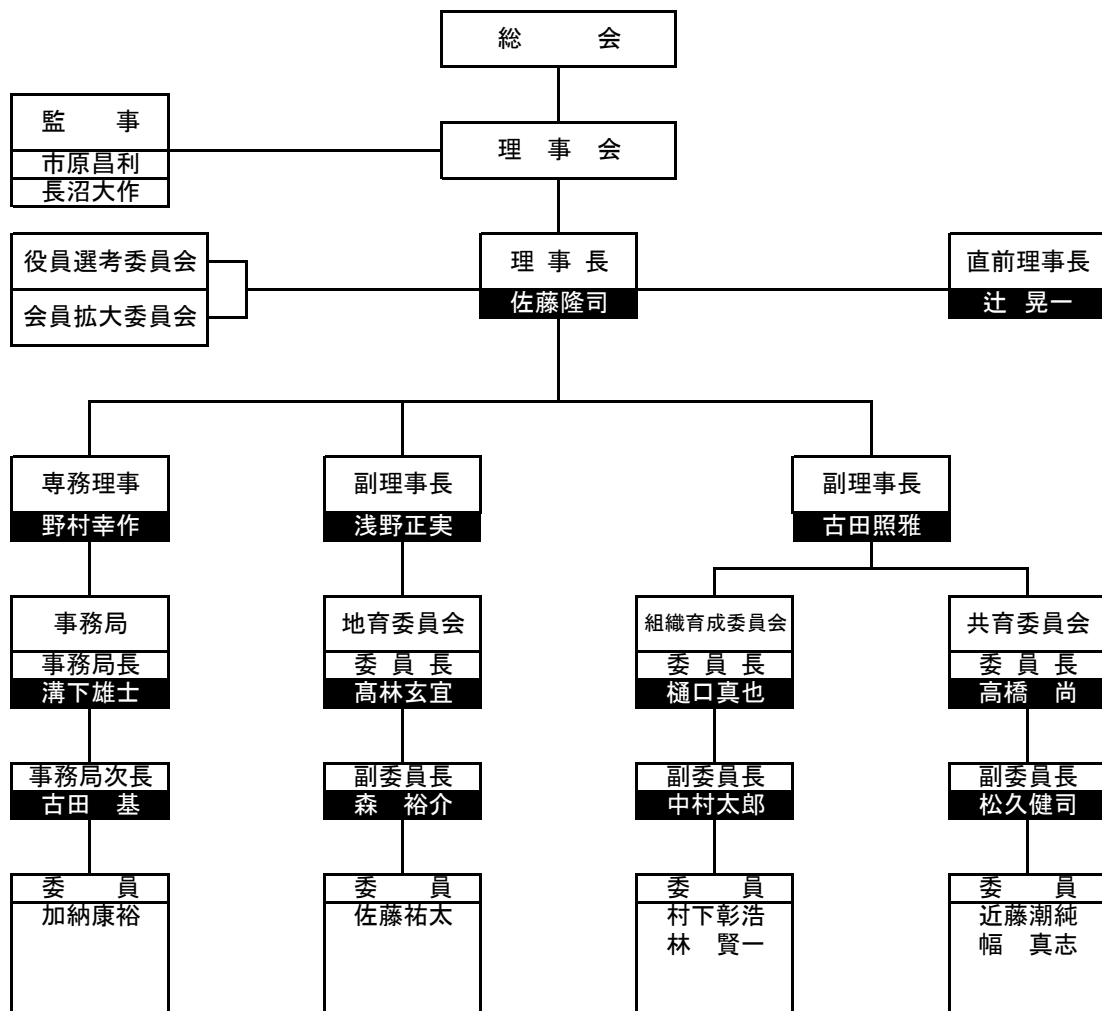 総　　会
監　　事
市原昌利
長沼大作
理　事　会
役員選考委員会
会員拡大委員会
理 事 長
佐藤隆司
直前理事長
辻　晃一
専務理事
野村幸作
副理事長
浅野正実
副理事長
古田照雅
事務局
事務局長
溝下雄士
地育委員会
委 員 長
髙林玄宜
組織育成委員会
委 員 長
樋口真也
共育委員会
委 員 長
高橋　尚
事務局次長
古田　基
副委員長
森　裕介
副委員長
中村太郎
副委員長
松久健司
委　　員
加納康裕
委　　員
佐藤祐太
委　　員
村下彰浩
林　賢一
委　　員
近藤潮純
幅　真志